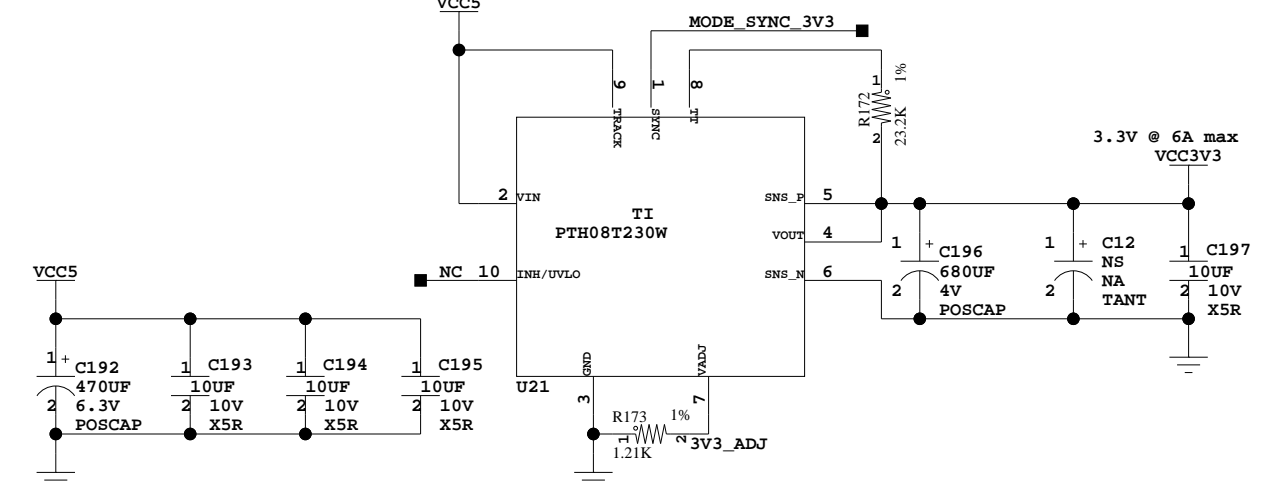 VCC5
MODE_SYNC_3V3
9
1
8
TRACK
SYNC
TT
1
1%
R172
23.2K
2
3.3V @ 6A max
VCC3V3
2
VIN
TI
PTH08T230W
SNS_P
5
VOUT
4
SNS_N
6
NC
10
INH/UVLO
1
+
C196
680UF
2
4V
POSCAP
1
+
C12
NS
NA
2
TANT
1
C197
10UF
2
10V
X5R
VCC5
1
+
C192
470UF
2
6.3V
POSCAP
1
C193
10UF
2
10V
X5R
1
C194
10UF
2
10V
X5R
1
C195
10UF
2
10V
X5R
GND
VADJ
U21
3
7
R173
1%
1
2
3V3_ADJ
1.21K